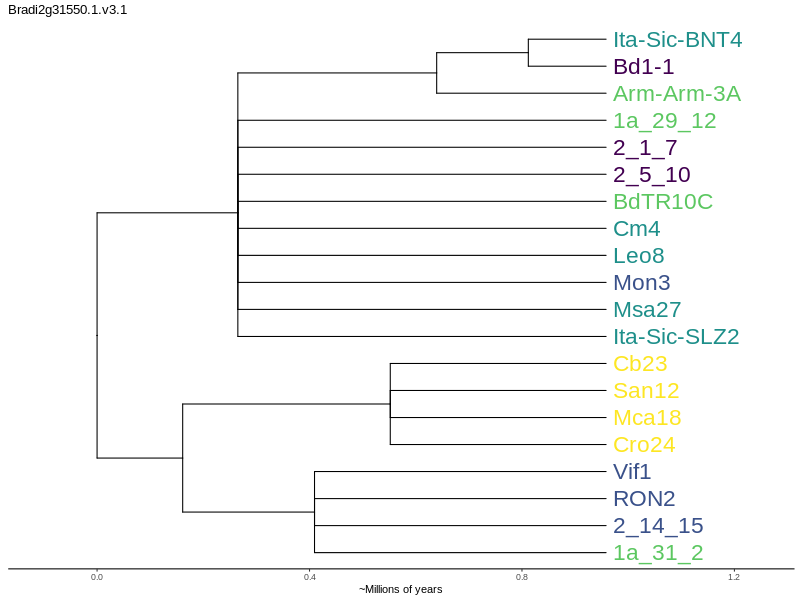 Bradi2g31550.1.v3.1
Ita-Sic-BNT4
Bd1-1
Arm-Arm-3A
1a_29_12
2_1_7
2_5_10
BdTR10C
Cm4
Leo8
Mon3
Msa27
Ita-Sic-SLZ2
Cb23
San12
Mca18
Cro24
Vif1
RON2
2_14_15
1a_31_2
0.0 0.4 0.8 1.2
~Millions of years